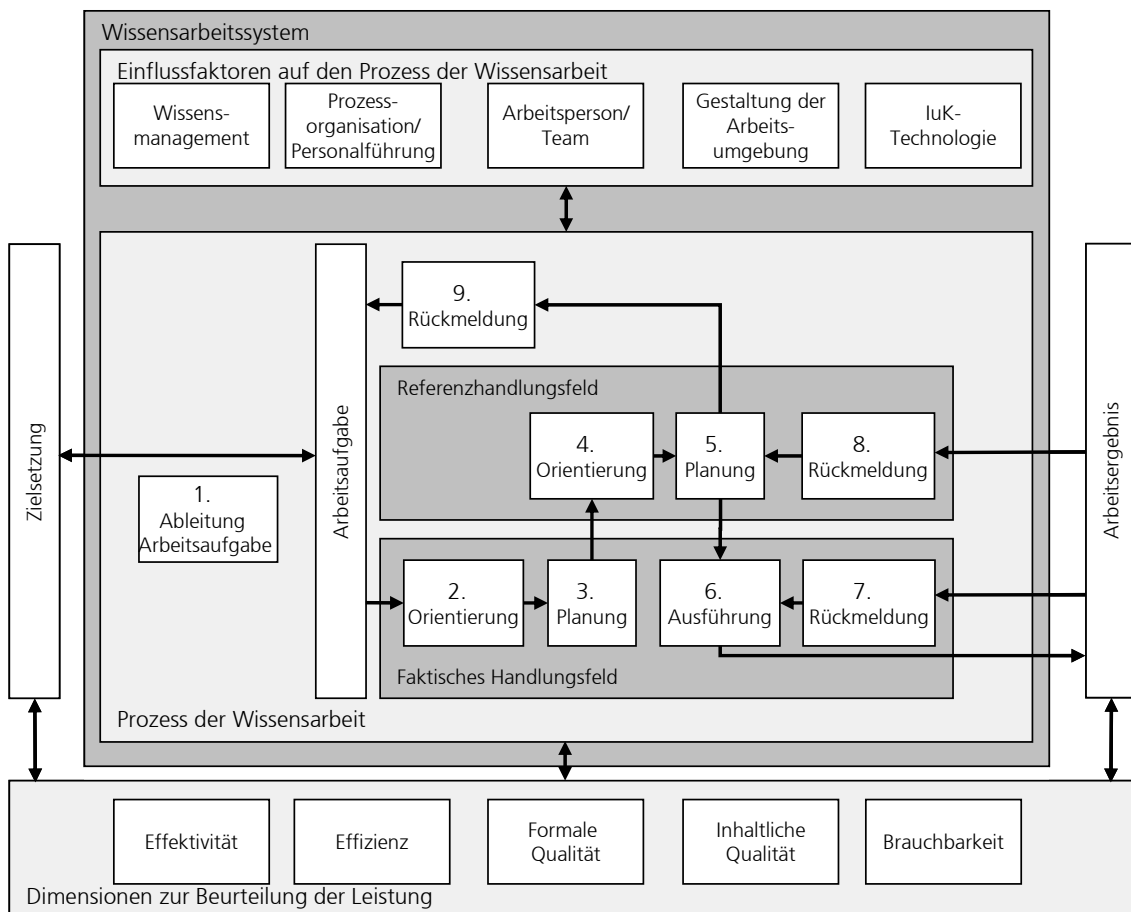 Wissensarbeitssystem
Einflussfaktoren auf den Prozess der Wissensarbeit
Wissens-
management
Prozess-
organisation/
Personalführung
Arbeitsperson/
Team
Gestaltung der
Arbeits-
umgebung
IuK-
Technologie
Zielsetzung
1.
Ableitung
Arbeitsaufgabe
Arbeitsaufgabe
9.
Rückmeldung
Referenzhandlungsfeld
4.
Orientierung
5.
Planung
8.
Rückmeldung
2.
Orientierung
3.
Planung
6.
Ausführung
7.
Rückmeldung
Faktisches Handlungsfeld
Prozess der Wissensarbeit
Arbeitsergebnis
Effektivität
Effizienz
Formale
Qualität
Inhaltliche
Qualität
Brauchbarkeit
Dimensionen zur Beurteilung der Leistung